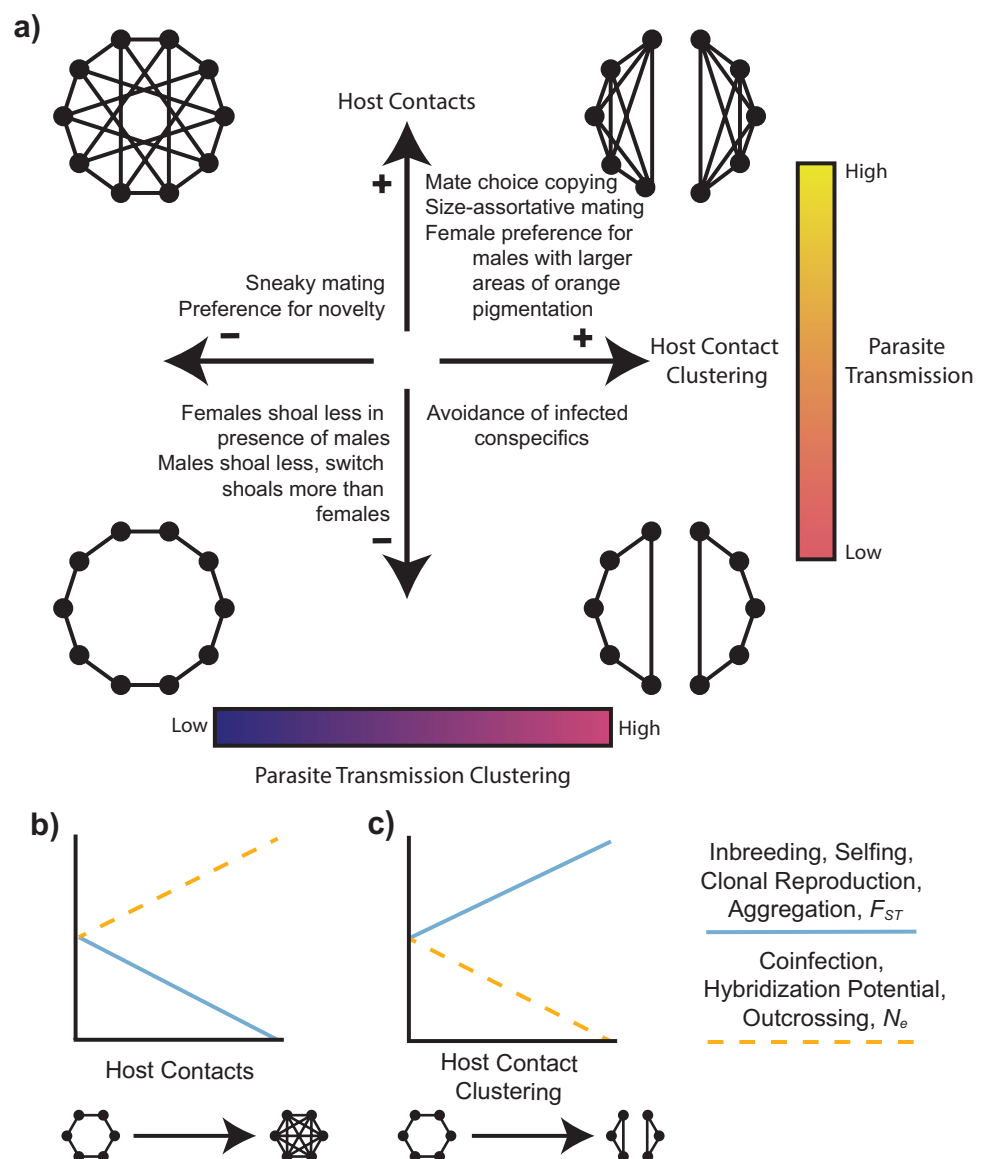 a)
Host Contacts
+
Mate choice copying
Size-assortative mating
Female preference for
males with larger
areas of orange
pigmentation
Sneaky mating
Preference for novelty
−
+
Host Contact
Clustering
High
Parasite
Transmission
Low
Females shoal less in
presence of males
Males shoal less, switch
shoals more than
females
−
Avoidance of infected
conspecifics
Low
High
Parasite Transmission Clustering
b)
Host Contacts
c)
Host Contact
Clustering
Inbreeding, Selfing,
Clonal Reproduction,
Aggregation, F_ST
Coinfection,
Hybridization Potential,
Outcrossing, N_e